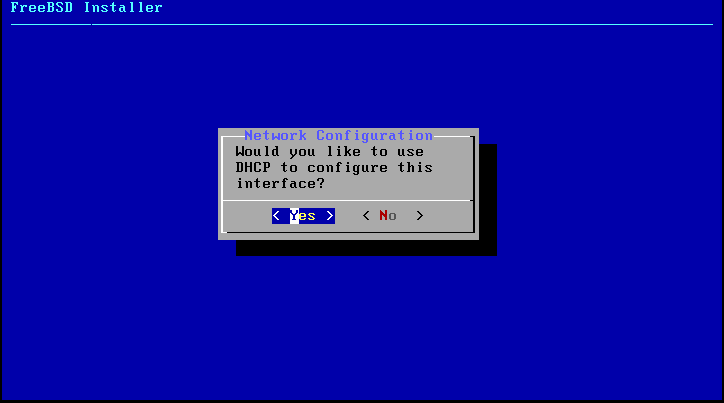 FreeBSD Installer
Network Configuration
Would you like to use
DHCP to configure this
interface?
< Yes > < No >